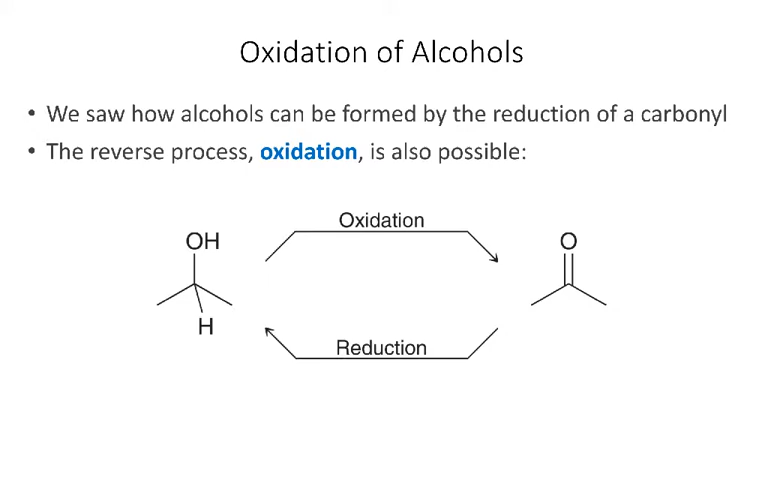 Oxidation of Alcohols
• We saw how alcohols can be formed by the reduction of a carbonyl
• The reverse process, oxidation, is also possible:
Oxidation
OH
O
H
Reduction